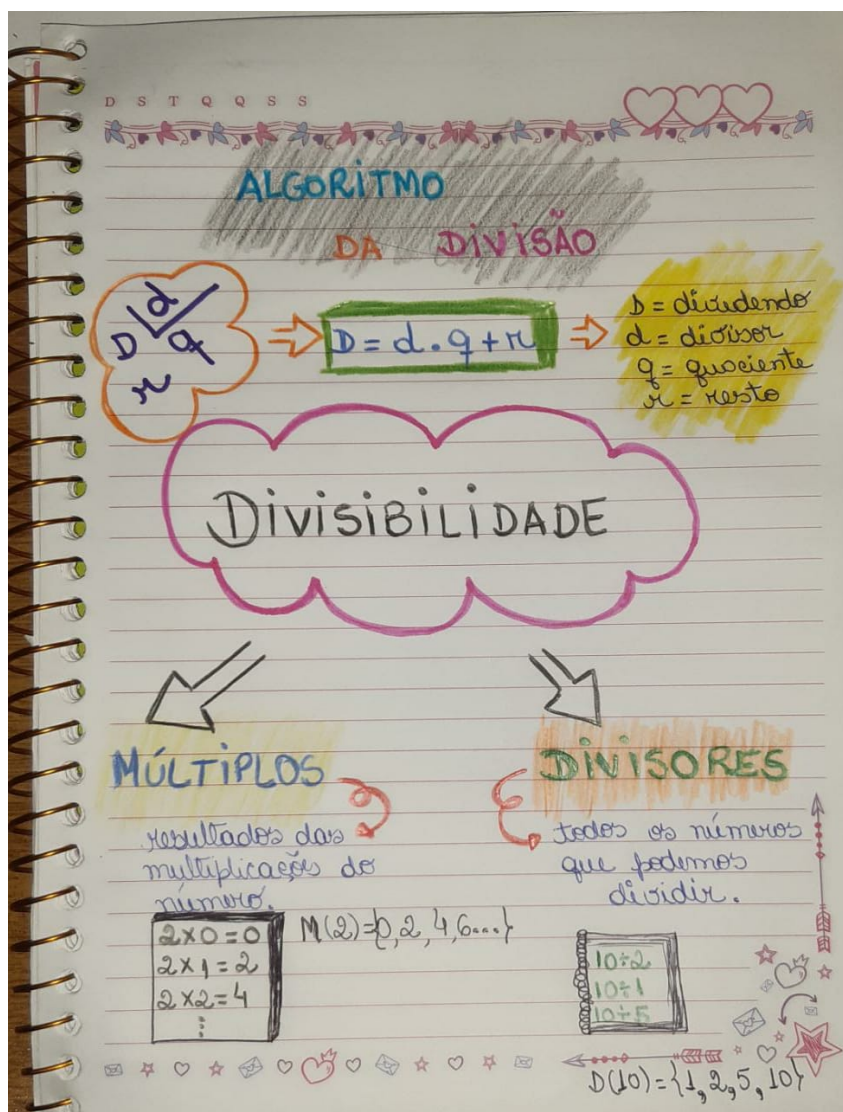 D S T Q Q S S
ALGORITMO
DA DIVISÃO
D d
q
r
D = d . q + r
D = dividendo
d = divisor
q = quociente
r = resto
DIVISIBILIDADE
MÚLTIPLOS
resultados das
multiplicações do
número.
2x0=0
2x1=2
2x2=4
⋮
M(2)={0,2,4,6...}
DIVISORES
todos os números
que podemos
dividir.
10÷2
10÷1
10÷5
D(10)={1,2,5,10}